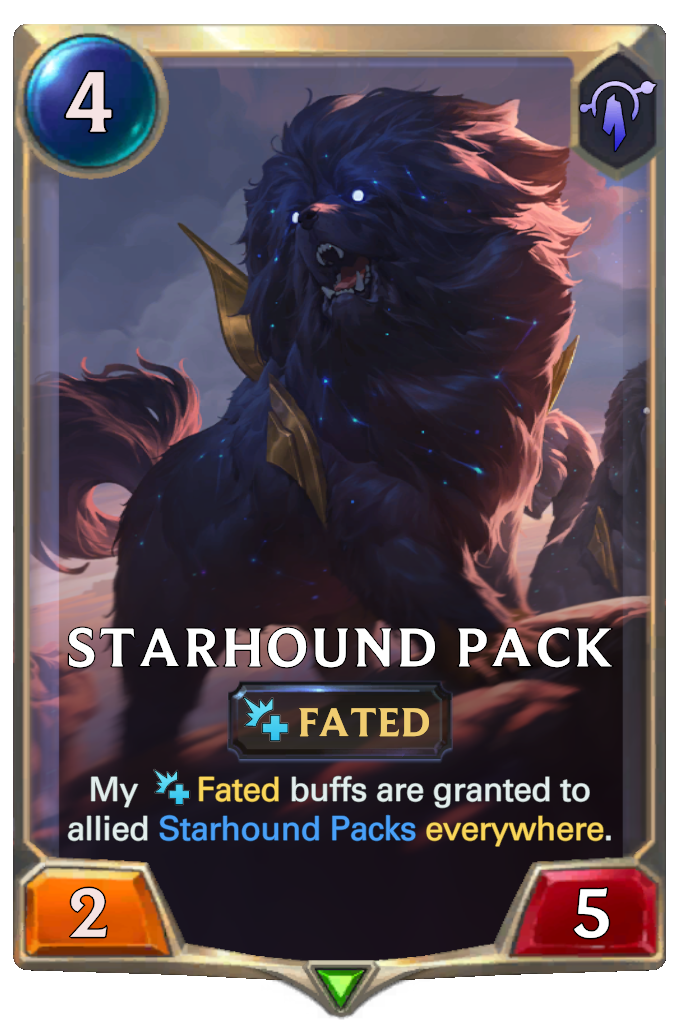 4
STARHOUND PACK
FATED
My Fated buffs are granted to
allied Starhound Packs everywhere.
2
5